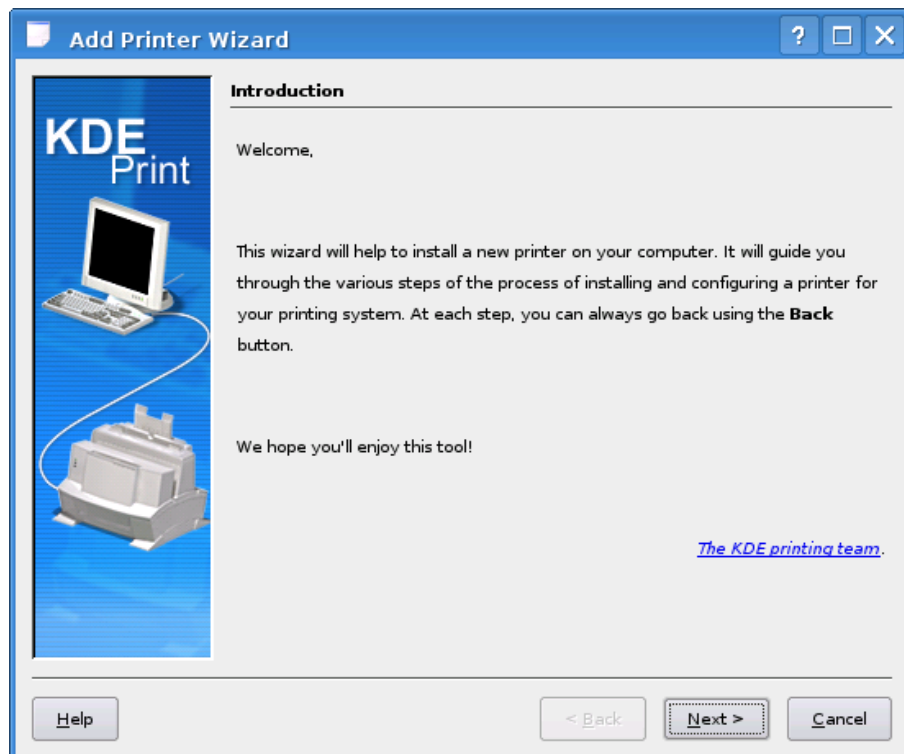 Add Printer Wizard
?
KDE
Print
Introduction
Welcome,
This wizard will help to install a new printer on your computer. It will guide you
through the various steps of the process of installing and configuring a printer for
your printing system. At each step, you can always go back using the Back
button.
We hope you'll enjoy this tool!
The KDE printing team.
Help
< Back
Next >
Cancel